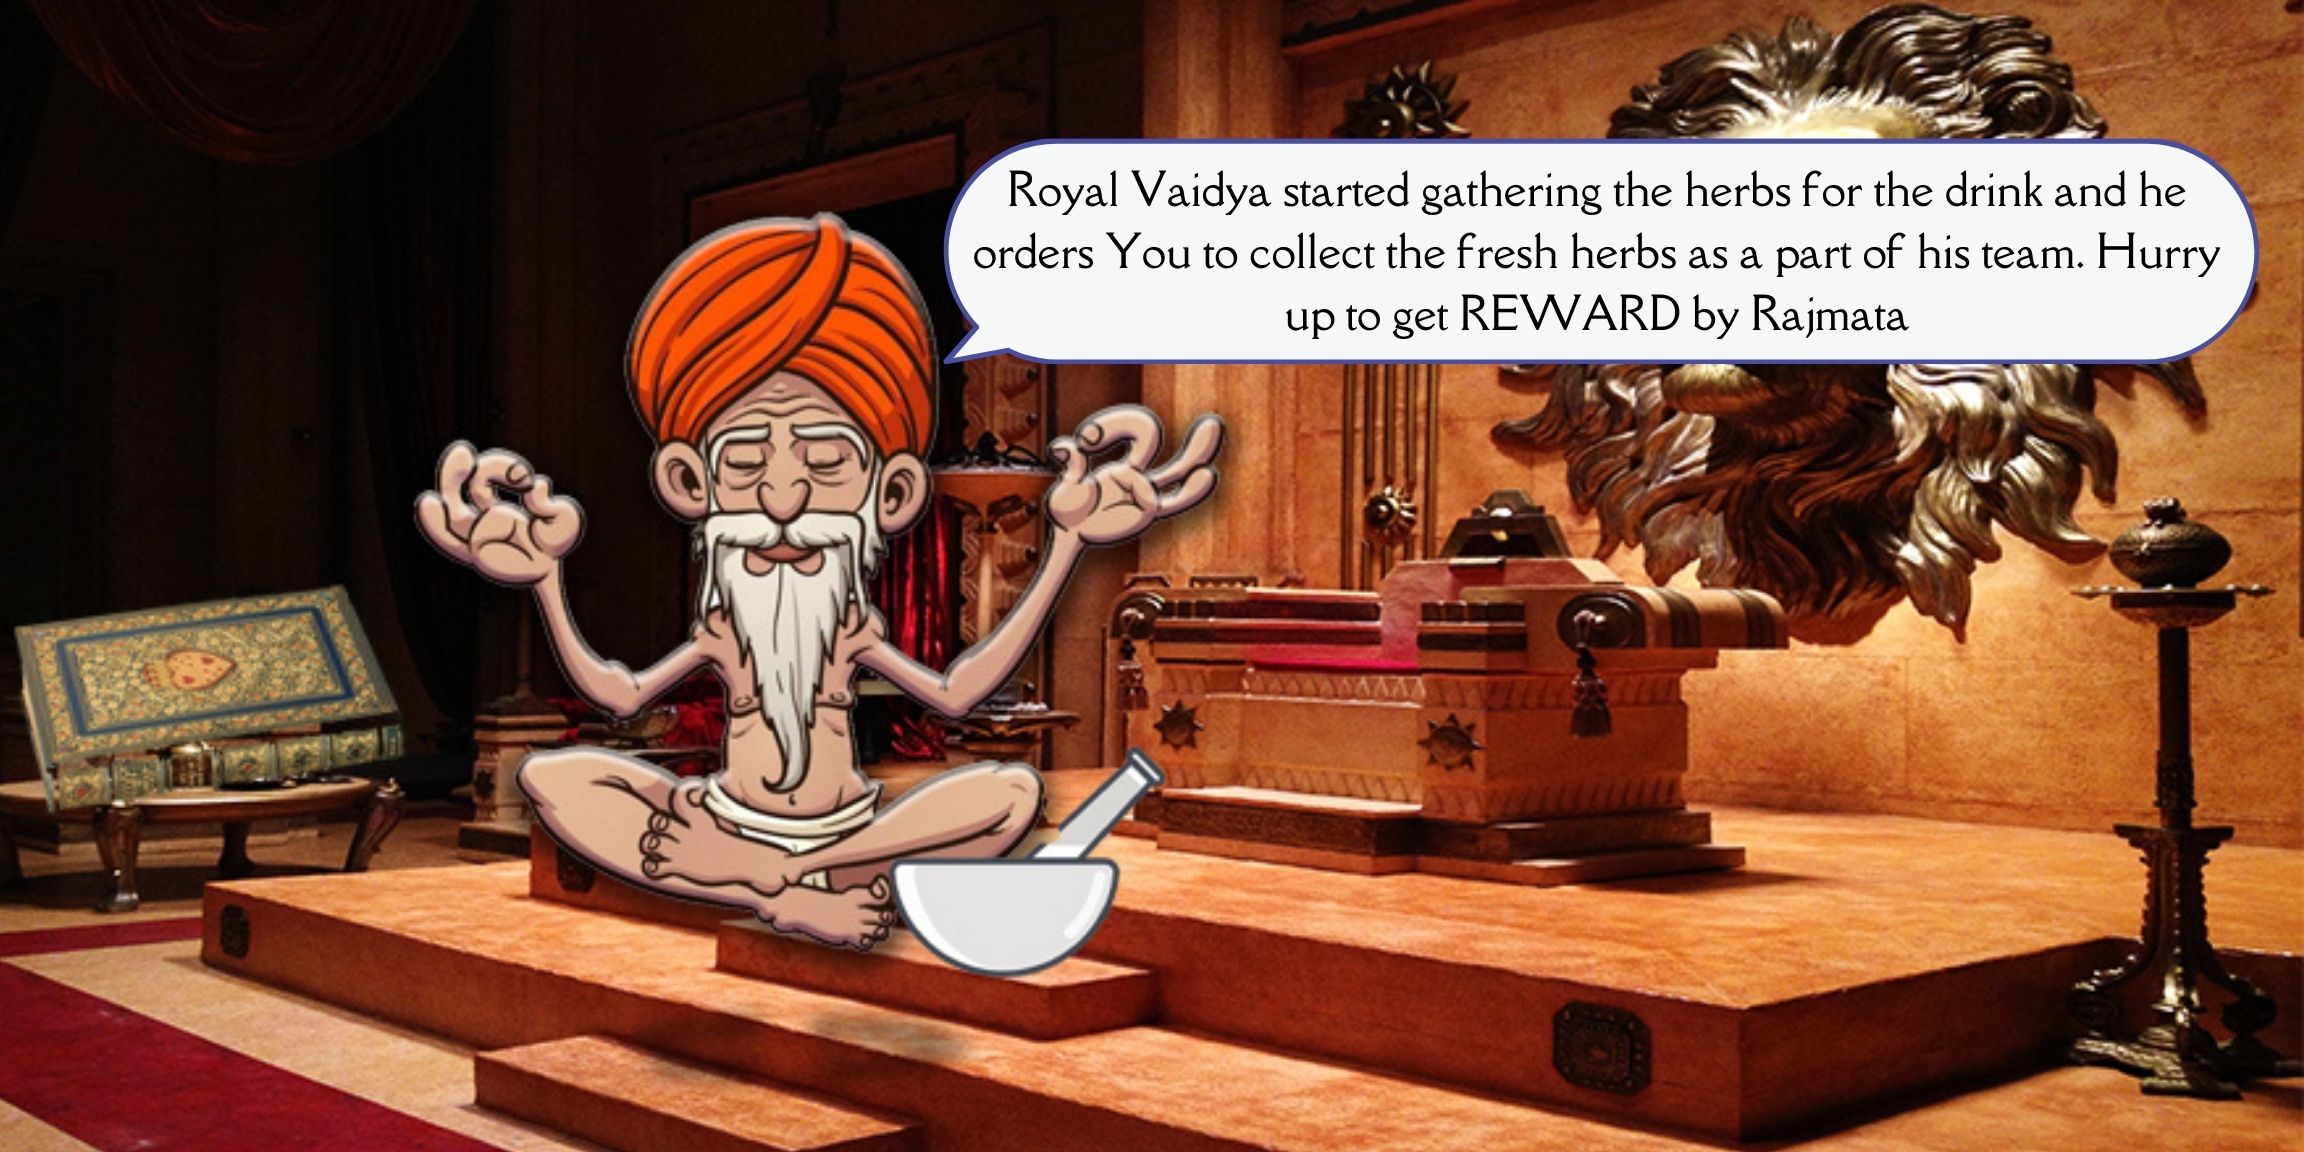 Royal Vaidya started gathering the herbs for the drink and he
orders You to collect the fresh herbs as a part of his team. Hurry
up to get REWARD by Rajmata